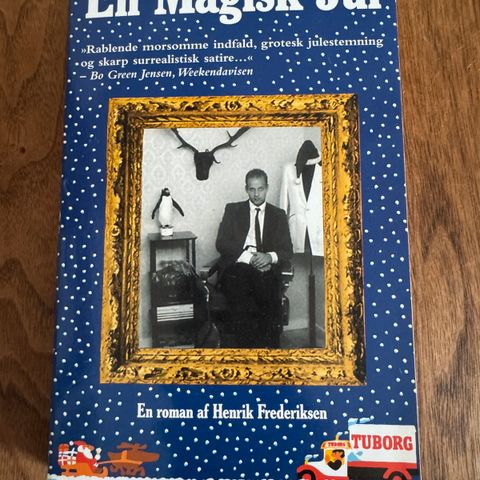 En Magisk Jul
»Rablende morsomme indfald, grotesk julestemning
og skarp surrealistisk satire...«
– Bo Green Jensen, Weekendavisen
En roman af Henrik Frederiksen
TUBORG
TUBORG